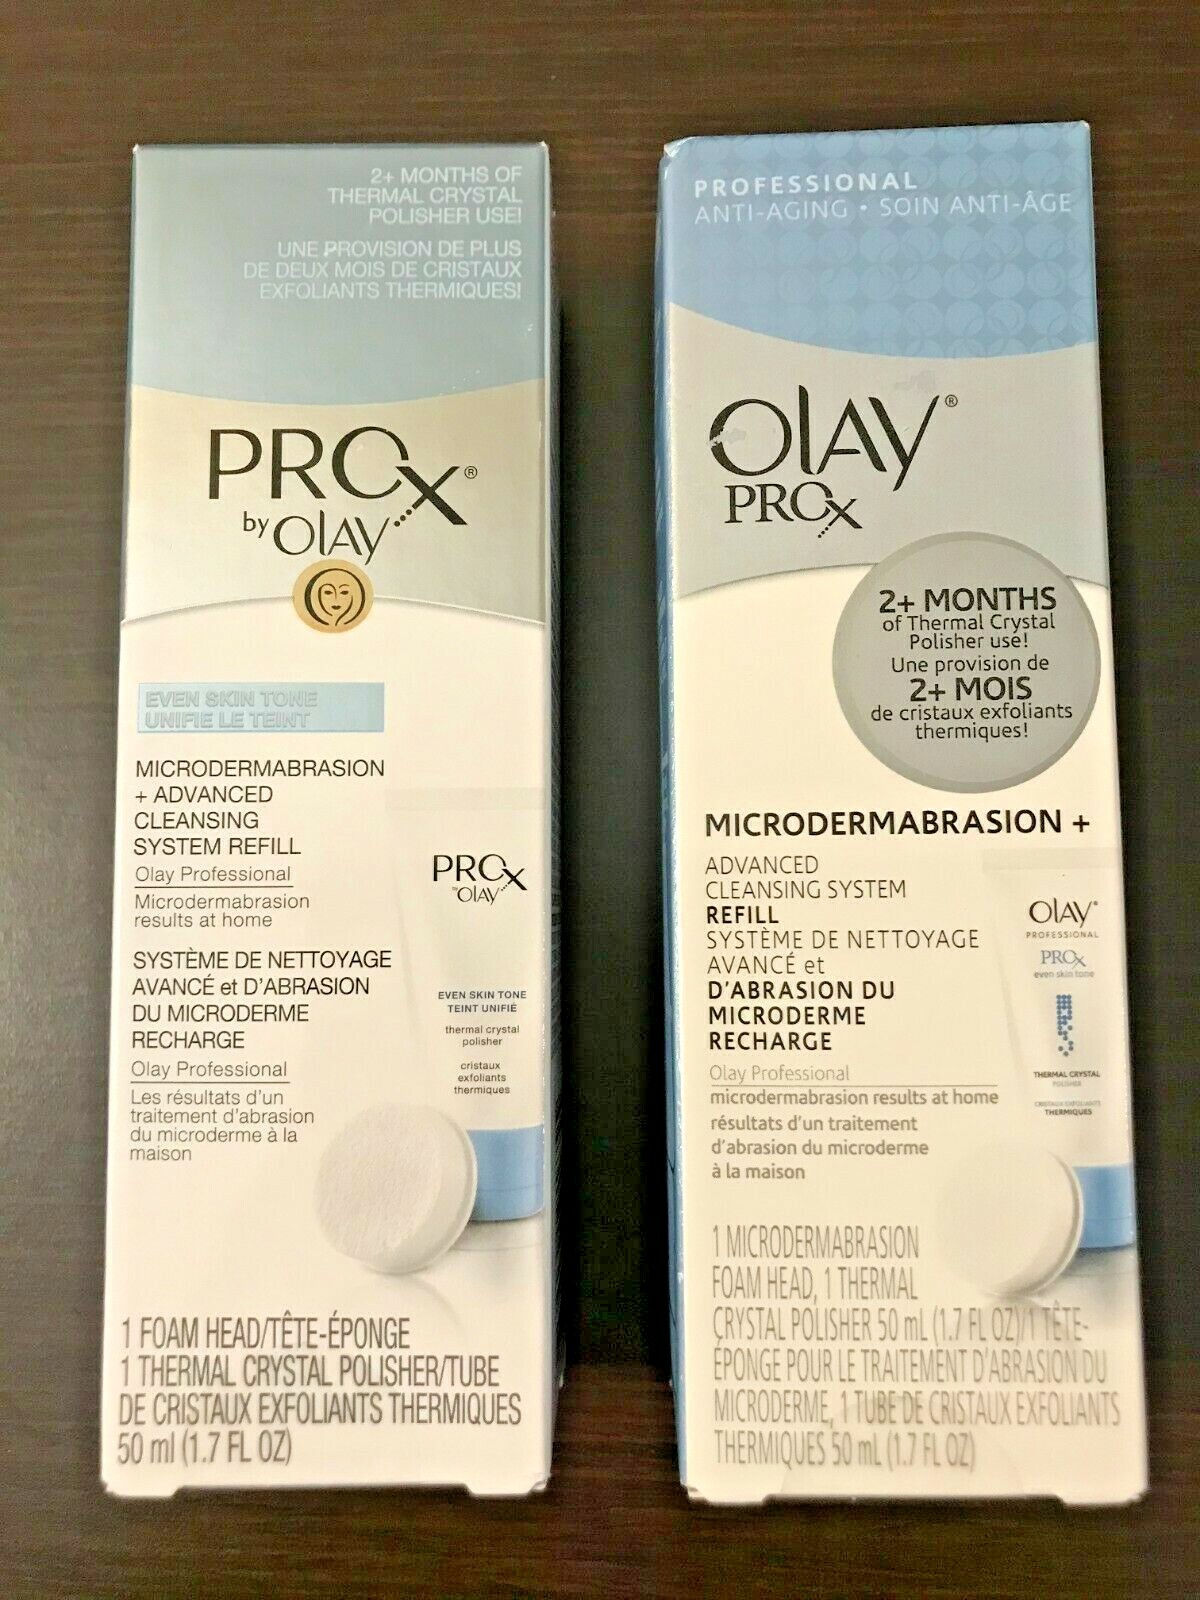 2+ MONTHS OF
THERMAL CRYSTAL
POLISHER USE!
UNE PROVISION DE PLUS
DE DEUX MOIS DE CRISTAUX
EXFOLIANTS THERMIQUES!
PROX®
by OLAY
EVEN SKIN TONE
UNIFIE LE TEINT
MICRODERMABRASION
+ ADVANCED
CLEANSING
SYSTEM REFILL
Olay Professional
Microdermabrasion
results at home
SYSTÈME DE NETTOYAGE
AVANCÉ et D'ABRASION
DU MICRODERME
RECHARGE
Olay Professional
Les résultats d'un
traitement d'abrasion
du microderme à la
maison
PROX
by OLAY
EVEN SKIN TONE
TEINT UNIFIÉ
thermal crystal
polisher
cristaux
exfoliants
thermiques
1 FOAM HEAD/TÊTE-ÉPONGE
1 THERMAL CRYSTAL POLISHER/TUBE
DE CRISTAUX EXFOLIANTS THERMIQUES
50 ml (1.7 FL OZ)
PROFESSIONAL
ANTI-AGING • SOIN ANTI-ÂGE
OLAY®
PROX
2+ MONTHS
of Thermal Crystal
Polisher use!
Une provision de
2+ MOIS
de cristaux exfoliants
thermiques!
MICRODERMABRASION +
ADVANCED
CLEANSING SYSTEM
REFILL
SYSTÈME DE NETTOYAGE
AVANCÉ et
D'ABRASION DU
MICRODERME
RECHARGE
Olay Professional
microdermabrasion results at home
résultats d'un traitement
d'abrasion du microderme
à la maison
OLAY®
PROFESSIONAL
PROX
even skin tone
THERMAL CRYSTAL
POLISHER
CRISTAUX EXFOLIANTS
THERMIQUES
1 MICRODERMABRASION
FOAM HEAD, 1 THERMAL
CRYSTAL POLISHER 50 mL (1.7 FL OZ)/1 TÊTE-
ÉPONGE POUR LE TRAITEMENT D'ABRASION DU
MICRODERME, 1 TUBE DE CRISTAUX EXFOLIANTS
THERMIQUES 50 mL (1.7 FL OZ)